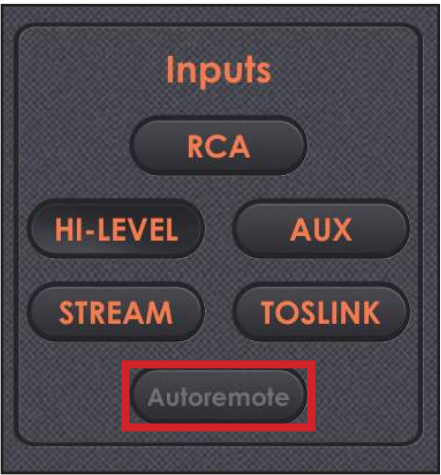 Inputs
RCA
HI-LEVEL AUX
STREAM TOSLINK
Autoremote